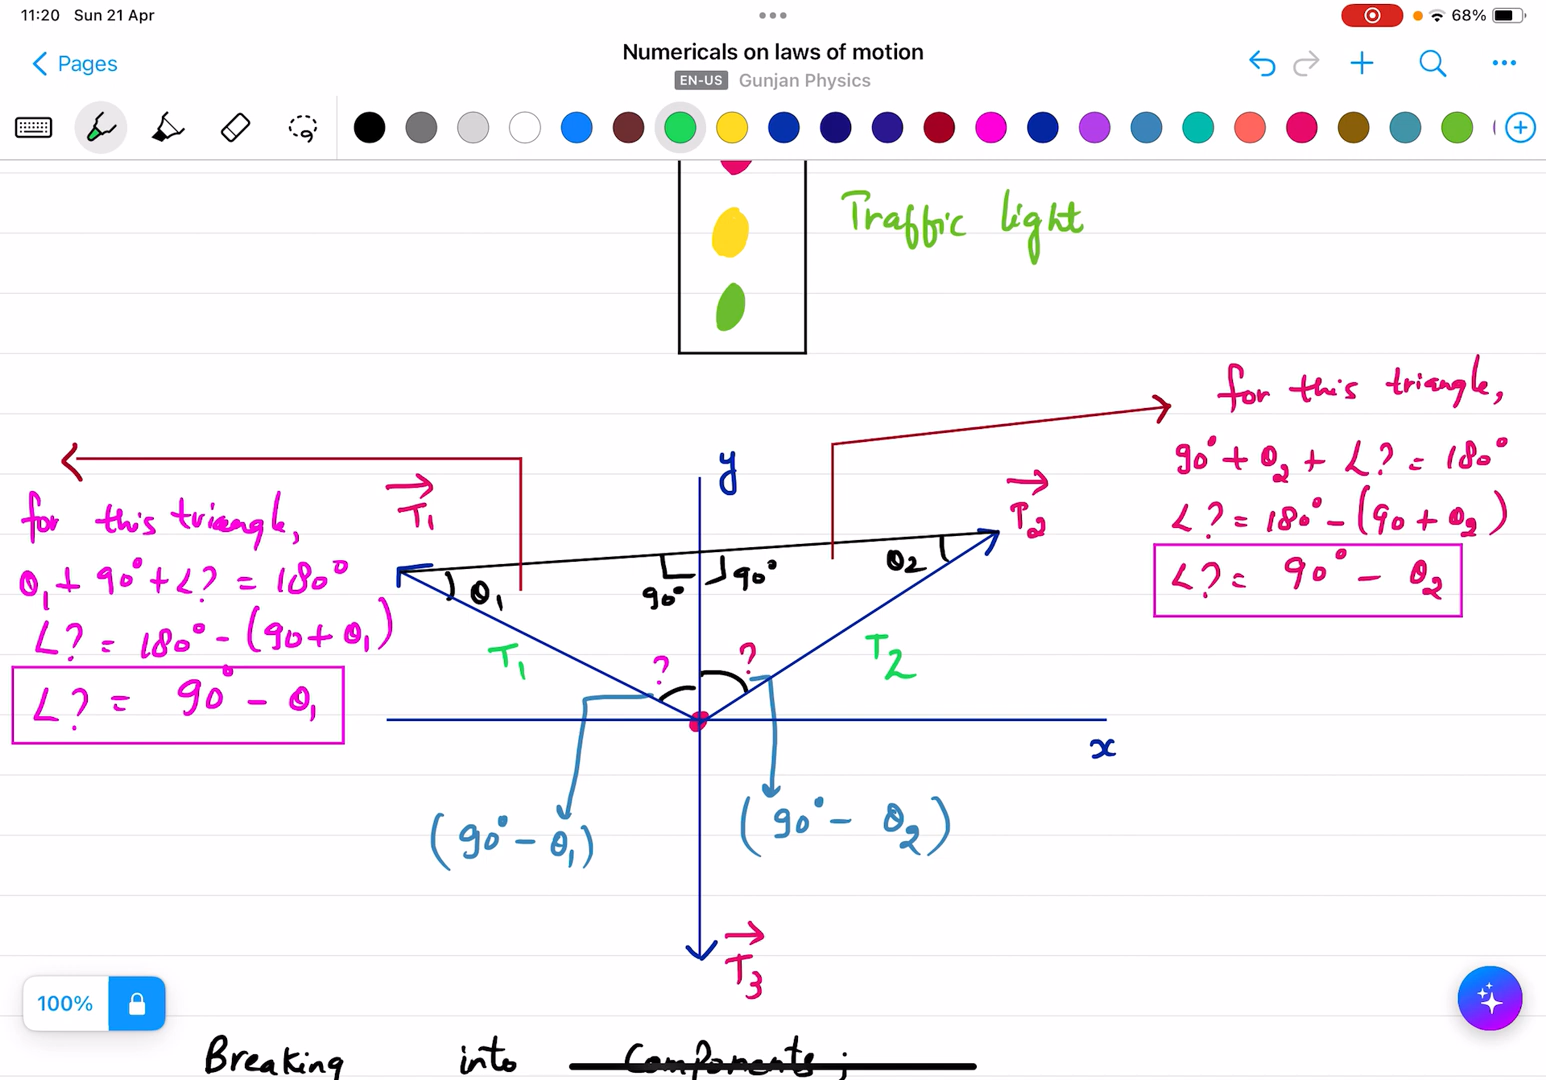 11:20 Sun 21 Apr
68%
Pages
Numericals on laws of motion
EN-US Gunjan Physics
Traffic light
for this triangle,
90° + θ₂ + ∠? = 180°
∠? = 180° - (90 + θ₂)
∠? = 90° - θ₂
y
T₁
T₂
for this triangle,
θ₁ + 90° + ∠? = 180°
∠? = 180° - (90 + θ₁)
∠? = 90° - θ₁
θ₁
90°
90°
θ₂
T₁
?
?
T₂
x
(90° - θ₁)
(90° - θ₂)
T₃
100%
Breaking into Components;